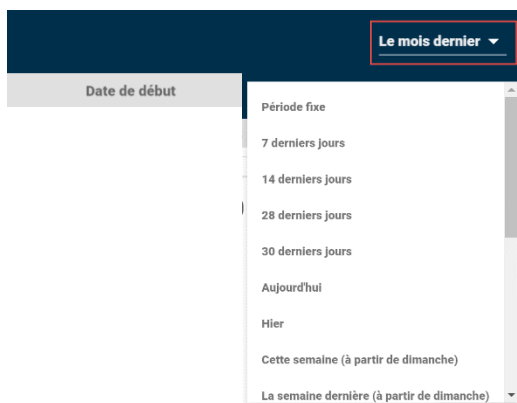 Le mois dernier
Date de début
Période fixe
7 derniers jours
14 derniers jours
28 derniers jours
30 derniers jours
Aujourd'hui
Hier
Cette semaine (à partir de dimanche)
La semaine dernière (à partir de dimanche)